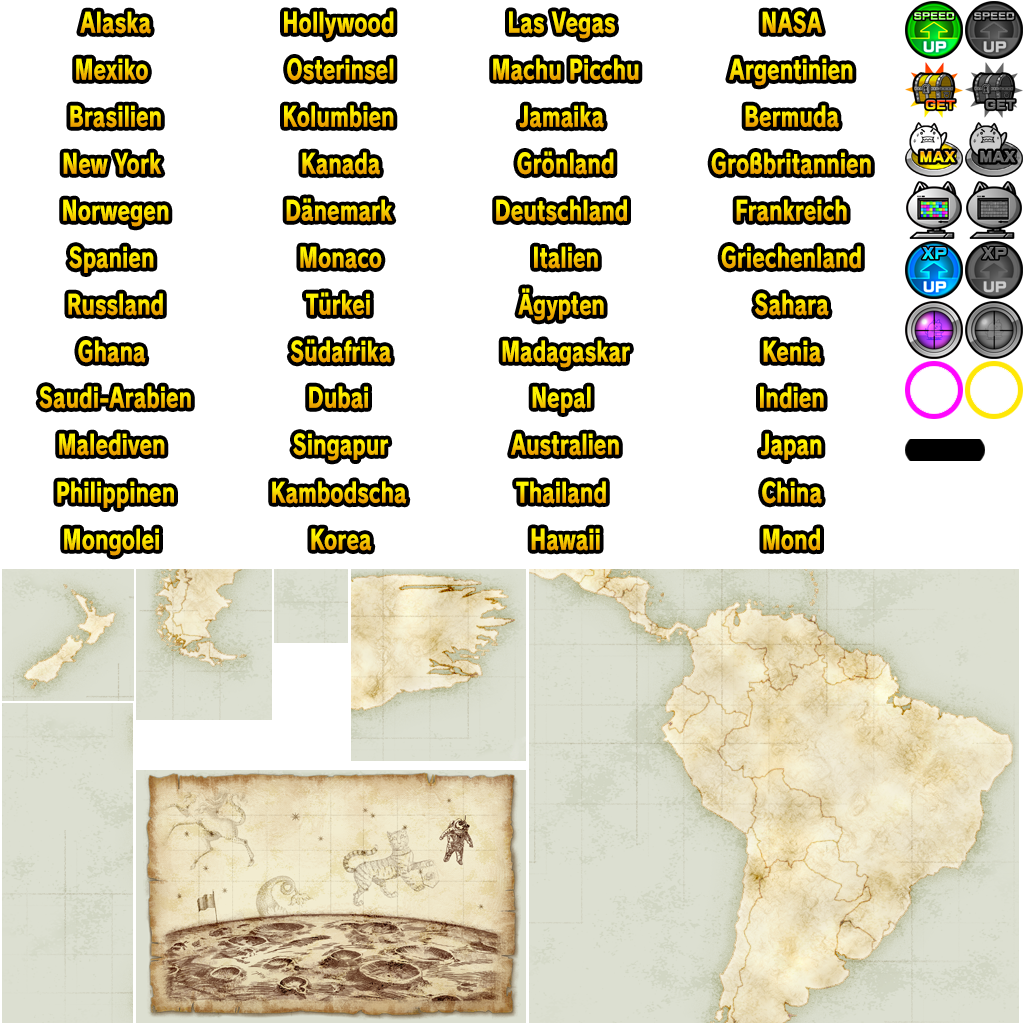 Alaska Hollywood Las Vegas NASA
Mexiko Osterinsel Machu Picchu Argentinien
Brasilien Kolumbien Jamaika Bermuda
New York Kanada Grönland Großbritannien
Norwegen Dänemark Deutschland Frankreich
Spanien Monaco Italien Griechenland
Russland Türkei Ägypten Sahara
Ghana Südafrika Madagaskar Kenia
Saudi-Arabien Dubai Nepal Indien
Malediven Singapur Australien Japan
Philippinen Kambodscha Thailand China
Mongolei Korea Hawaii Mond
SPEED SPEED
UP UP
GET GET
MAX MAX
XP XP
UP UP